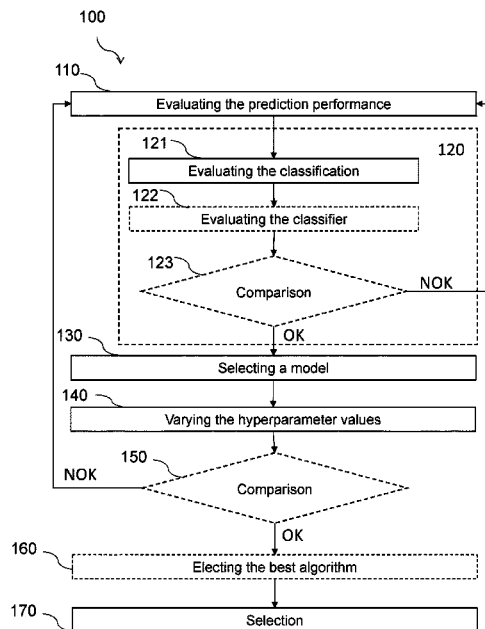 100
110
Evaluating the prediction performance
120
121
Evaluating the classification
122
Evaluating the classifier
123
Comparison
NOK
OK
130
Selecting a model
140
Varying the hyperparameter values
150
NOK
Comparison
OK
160
Electing the best algorithm
170
Selection